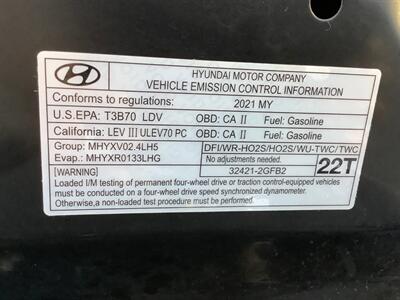 HYUNDAI MOTOR COMPANY
VEHICLE EMISSION CONTROL INFORMATION
Conforms to regulations: 2021 MY
U.S.EPA: T3B70 LDV OBD: CA II Fuel: Gasoline
California: LEV III ULEV70 PC OBD: CA II Fuel: Gasoline
Group: MHYXV02.4LH5 DFI/WR-HO2S/HO2S/WU-TWC/TWC
Evap.: MHYXR0133LHG No adjustments needed. 22T
[WARNING] 32421-2GFB2
Loaded I/M testing of permanent four-wheel drive or traction control-equipped vehicles
must be performed on a four-wheel drive speed synchronized dynamometer.
Otherwise,a non-loaded test procedure must be performed.